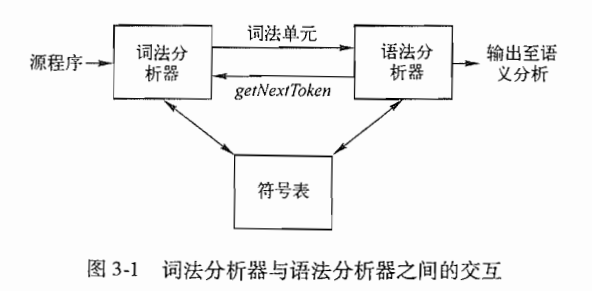 源程序
词法分
析器
词法单元
getNextToken
语法分
析器
输出至语
义分析
符号表
图 3-1 词法分析器与语法分析器之间的交互